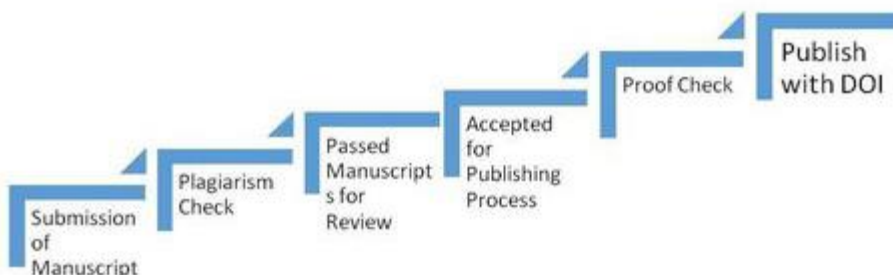 Submission
of
Manuscript
Plagiarism
Check
Passed
Manuscript
s for
Review
Accepted
for
Publishing
Process
Proof Check
Publish
with DOI